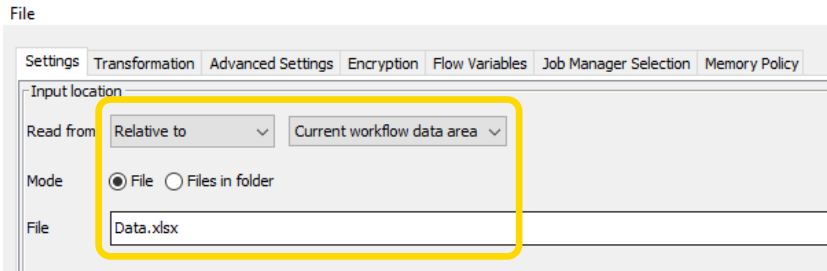 File
Settings Transformation Advanced Settings Encryption Flow Variables Job Manager Selection Memory Policy
Input location
Read from Relative to Current workflow data area
Mode File Files in folder
File Data.xlsx